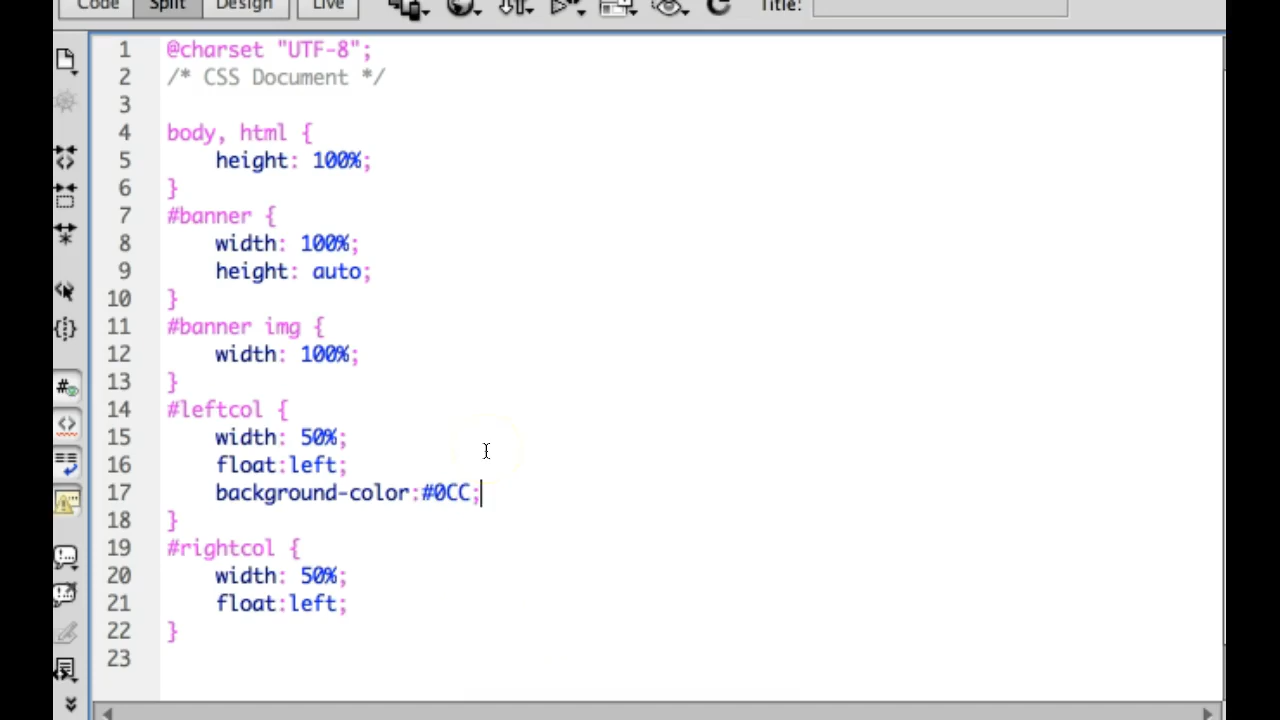 Code Split Design Live Title:
1 @charset "UTF-8";
2 /* CSS Document */
3
4 body, html {
5 height: 100%;
6 }
7 #banner {
8 width: 100%;
9 height: auto;
10 }
11 #banner img {
12 width: 100%;
13 }
14 #leftcol {
15 width: 50%;
16 float:left;
17 background-color:#0CC;
18 }
19 #rightcol {
20 width: 50%;
21 float:left;
22 }
23